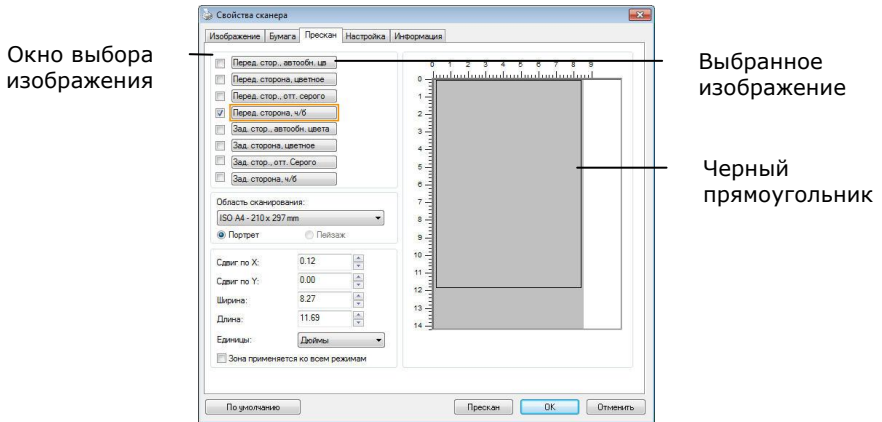 Свойства сканера
Изображение Бумага Прескан Настройка Информация
Окно выбора
изображения
Перед. стор., автообн. цв
Перед. сторона, цветное
Перед. стор., отт. серого
Перед. сторона, ч/б
Зад. стор., автообн. цвета
Зад. сторона, цветное
Зад. стор., отт. Серого
Зад. сторона, ч/б
Область сканирования:
ISO A4 - 210 x 297 mm
Портрет Пейзаж
Сдвиг по X: 0.12
Сдвиг по Y: 0.00
Ширина: 8.27
Длина: 11.69
Единицы: Дюймы
Зона применяется ко всем режимам
0 1 2 3 4 5 6 7 8 9
0
1
2
3
4
5
6
7
8
9
10
11
12
13
14
Выбранное
изображение
Черный
прямоугольник
По умолчанию Прескан OK Отменить